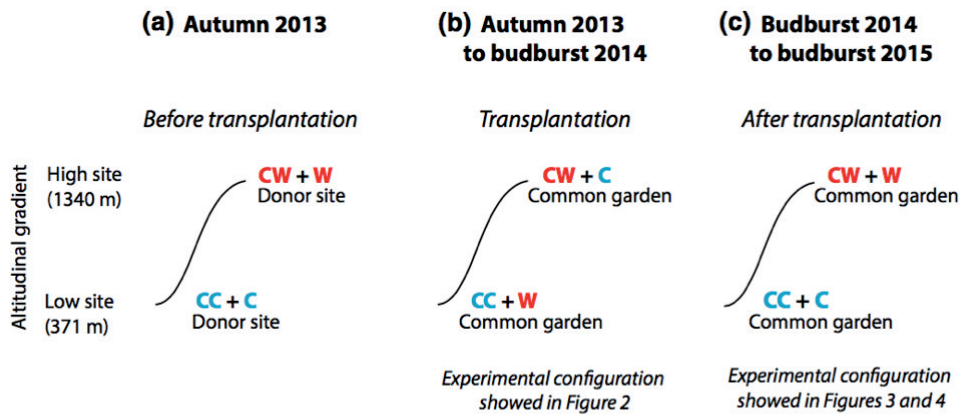 (a) Autumn 2013
(b) Autumn 2013
to budburst 2014
(c) Budburst 2014
to budburst 2015
Before transplantation
Transplantation
After transplantation
Altitudinal gradient
High site
(1340 m)
CW + W
Donor site
CW + C
Common garden
CW + W
Common garden
Low site
(371 m)
CC + C
Donor site
CC + W
Common garden
CC + C
Common garden
Experimental configuration
showed in Figure 2
Experimental configuration
showed in Figures 3 and 4